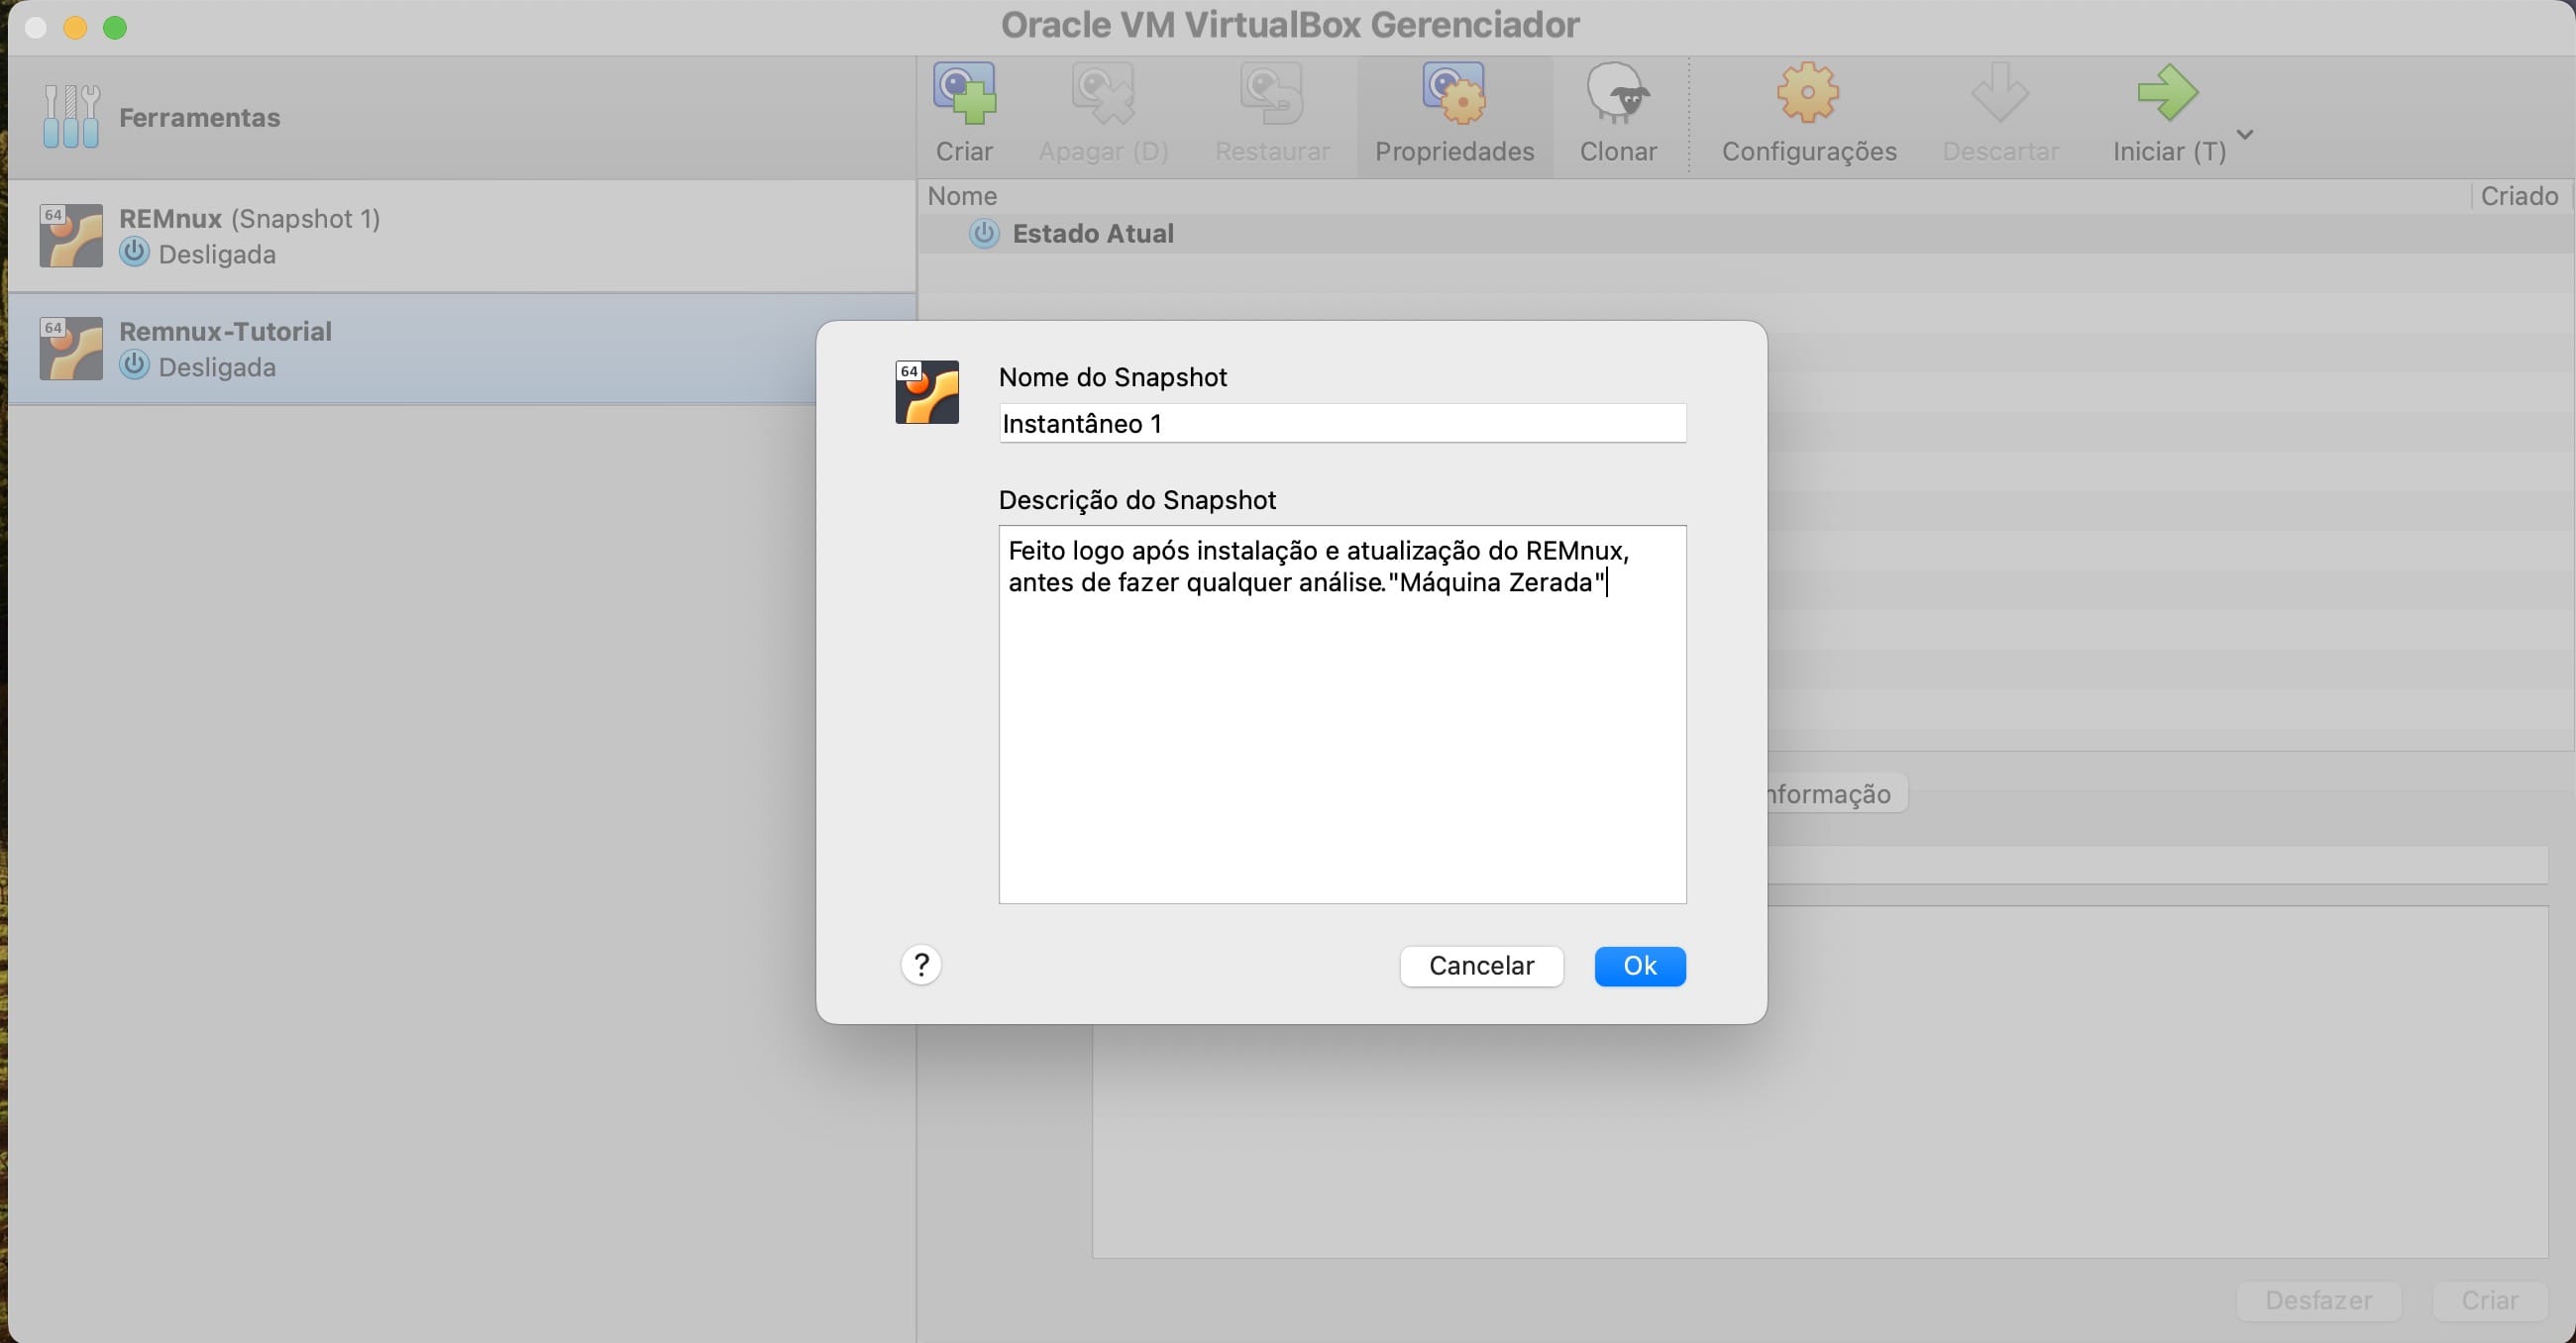 Oracle VM VirtualBox Gerenciador
Ferramentas
Criar
Apagar (D)
Restaurar
Propriedades
Clonar
Configurações
Descartar
Iniciar (T)
Nome
Criado
Estado Atual
64
REMnux (Snapshot 1)
Desligada
64
Remnux-Tutorial
Desligada
64
Nome do Snapshot
Instantâneo 1
Descrição do Snapshot
Feito logo após instalação e atualização do REMnux,
antes de fazer qualquer análise."Máquina Zerada"
?
Cancelar
Ok
nformação
Desfazer
Criar